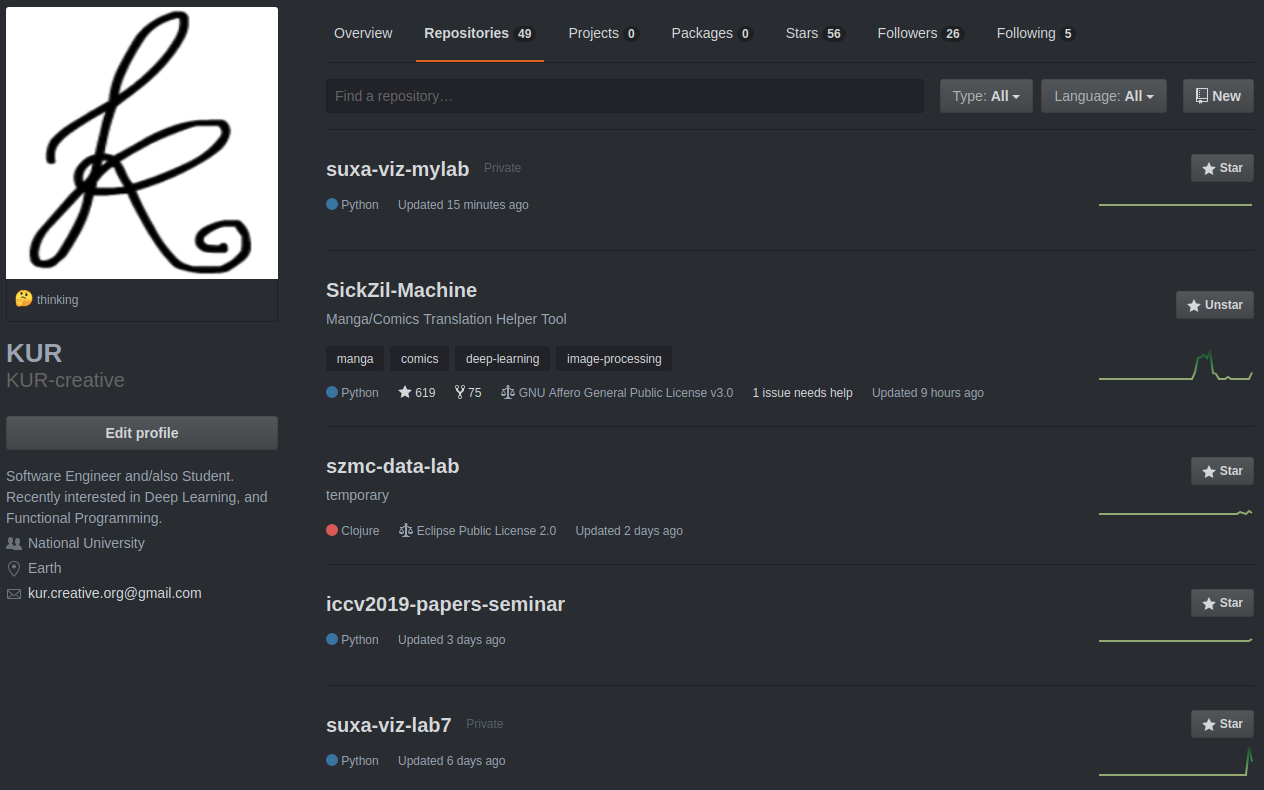 Overview Repositories 49 Projects 0 Packages 0 Stars 56 Followers 26 Following 5
Find a repository…
Type: All
Language: All
New
thinking
KUR
KUR-creative
Edit profile
Software Engineer and/also Student.
Recently interested in Deep Learning, and
Functional Programming.
National University
Earth
kur.creative.org@gmail.com
suxa-viz-mylab Private
Star
Python Updated 15 minutes ago
SickZil-Machine
Unstar
Manga/Comics Translation Helper Tool
manga comics deep-learning image-processing
Python 619 75 GNU Affero General Public License v3.0 1 issue needs help Updated 9 hours ago
szmc-data-lab
Star
temporary
Clojure Eclipse Public License 2.0 Updated 2 days ago
iccv2019-papers-seminar
Star
Python Updated 3 days ago
suxa-viz-lab7 Private
Star
Python Updated 6 days ago